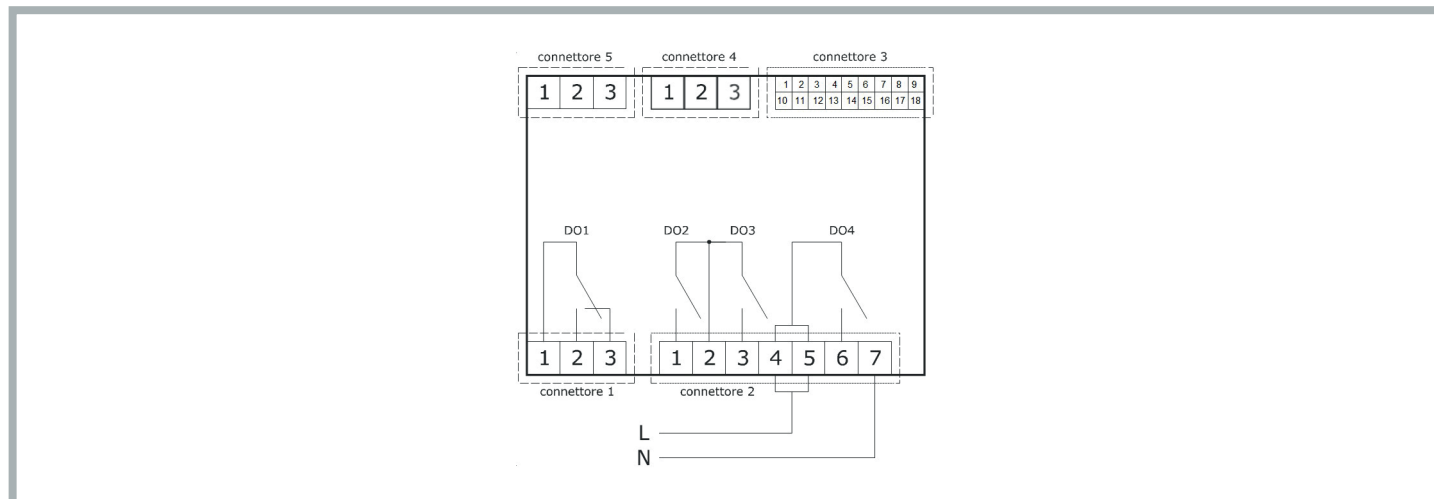 connettore 5 connettore 4 connettore 3
1 2 3 1 2 3 1 2 3 4 5 6 7 8 9
10 11 12 13 14 15 16 17 18
DO1 DO2 DO3 DO4
1 2 3 1 2 3 4 5 6 7
connettore 1 connettore 2
L
N